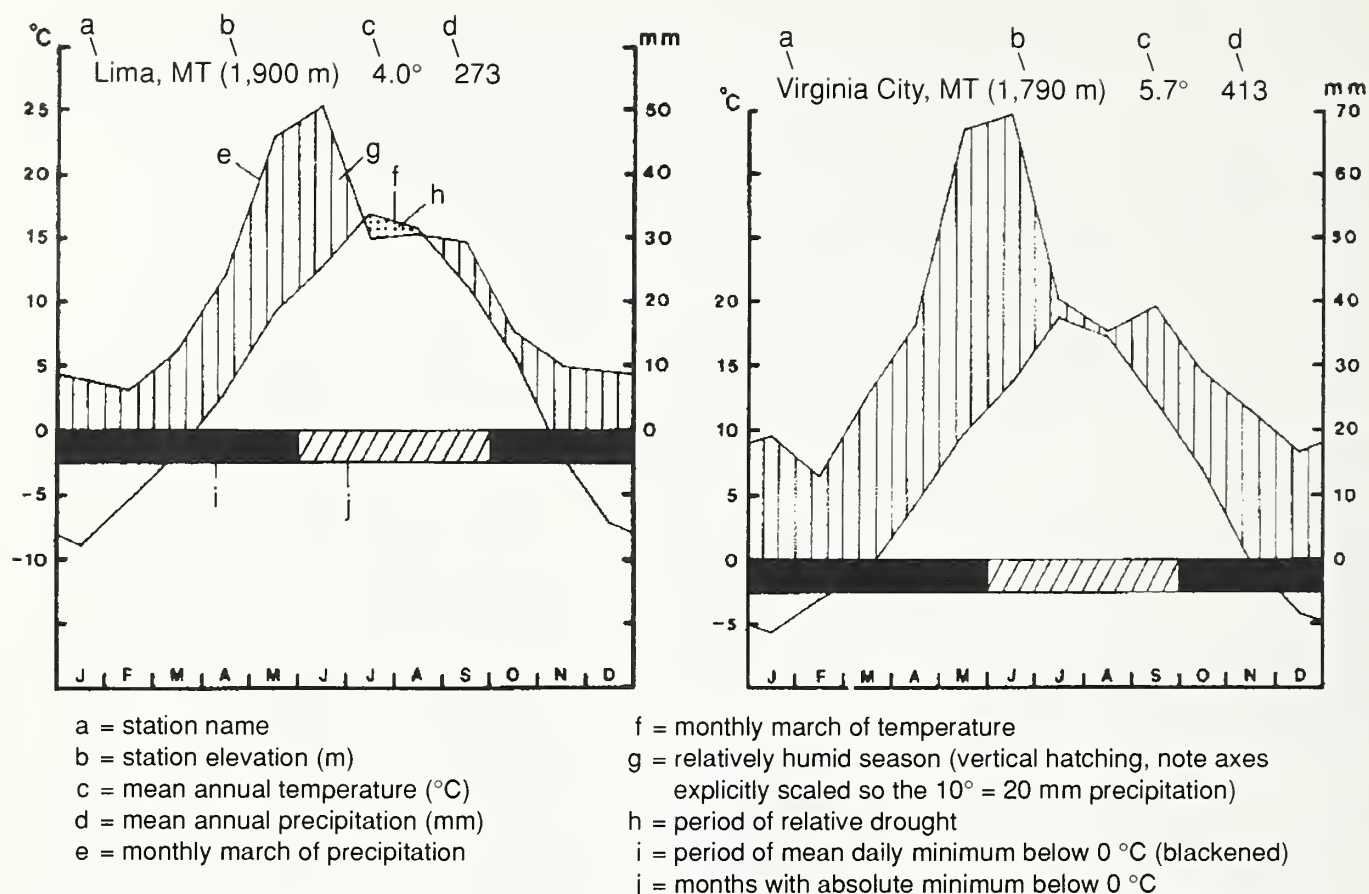 a b c d
°C mm
Lima, MT (1,900 m) 4.0° 273
25 50
e g
20 f 40
h
15 30
10 20
5 10
0 0
-5 i j
-10
J F M A M J J A S O N D
a b c d
Virginia City, MT (1,790 m) 5.7° 413
°C mm
70
60
50
20 40
15 30
10 20
5 10
0 0
-5
J F M A M J J A S O N D
a = station name
b = station elevation (m)
c = mean annual temperature (°C)
d = mean annual precipitation (mm)
e = monthly march of precipitation
f = monthly march of temperature
g = relatively humid season (vertical hatching, note axes
explicitly scaled so the 10° = 20 mm precipitation)
h = period of relative drought
i = period of mean daily minimum below 0 °C (blackened)
j = months with absolute minimum below 0 °C